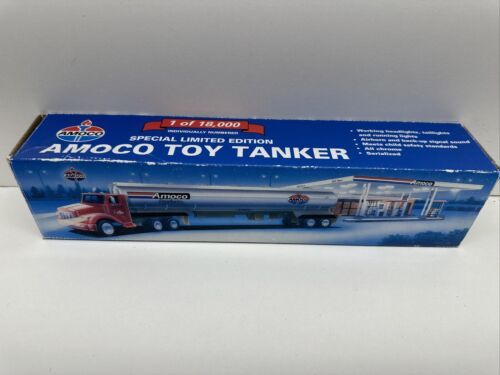 AMOCO
1 of 18,000
INDIVIDUALLY NUMBERED
SPECIAL LIMITED EDITION
AMOCO TOY TANKER
• Working headlights, taillights
and running lights
• Airhorn and back-up signal sound
• Meets child safety standards
• All chrome
• Serialized
Amoco
Amoco